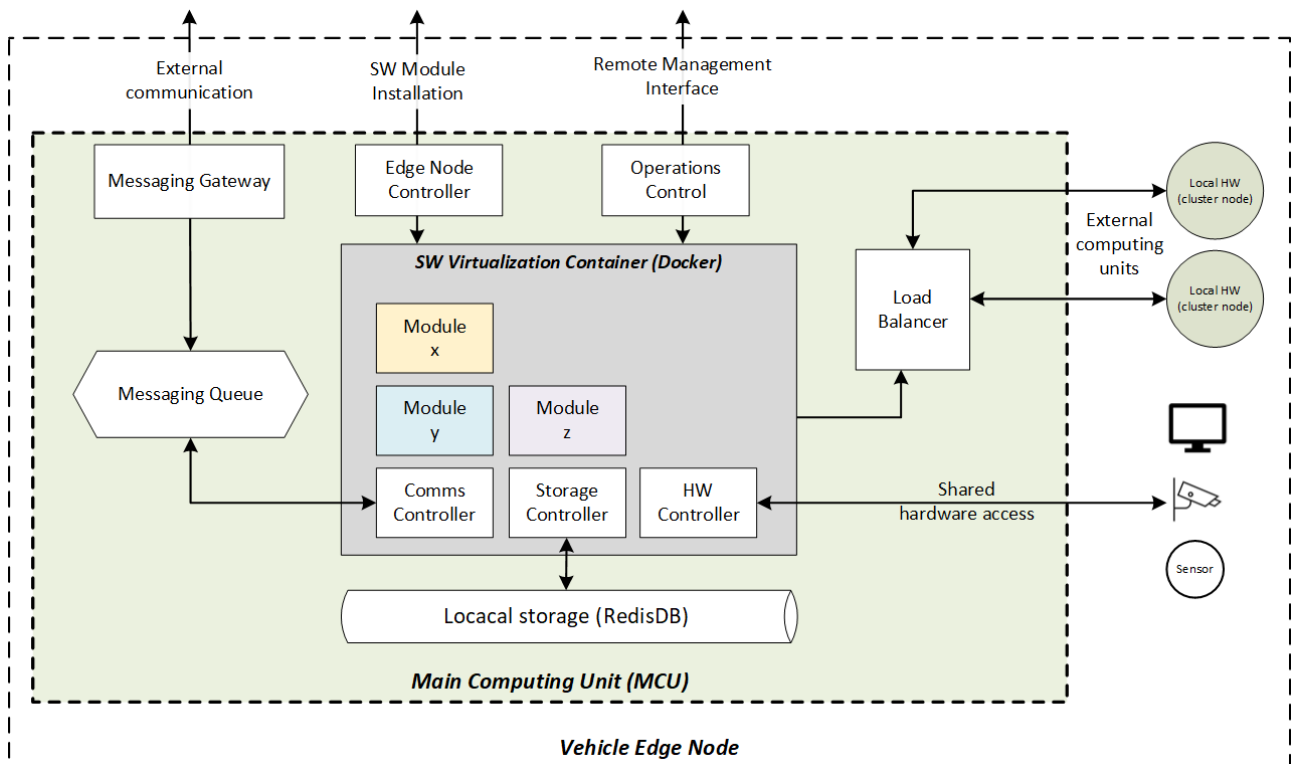 External
communication
SW Module
Installation
Remote Management
Interface
Messaging Gateway
Edge Node
Controller
Operations
Control
Local HW
(cluster node)
External
computing
units
Local HW
(cluster node)
SW Virtualization Container (Docker)
Load
Balancer
Module
x
Messaging Queue
Module
y
Module
z
Comms
Controller
Storage
Controller
HW
Controller
Shared
hardware access
Sensor
Locacal storage (RedisDB)
Main Computing Unit (MCU)
Vehicle Edge Node